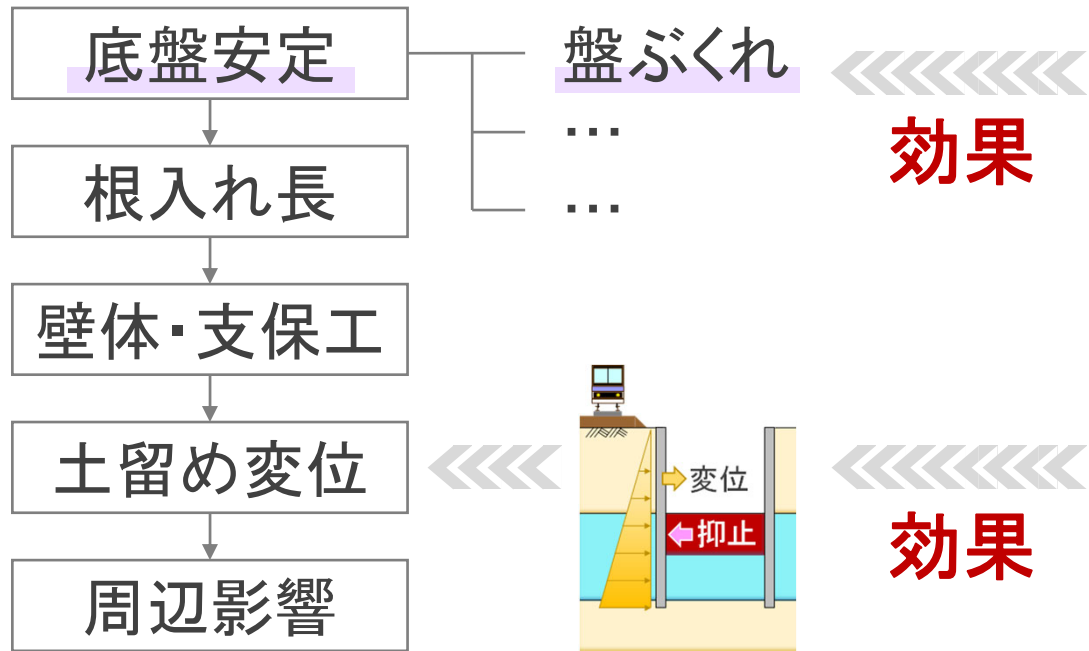 底盤安定
盤ぶくれ
…
…
効果
根入れ長
壁体・支保工
土留め変位
変位
抑止
効果
周辺影響